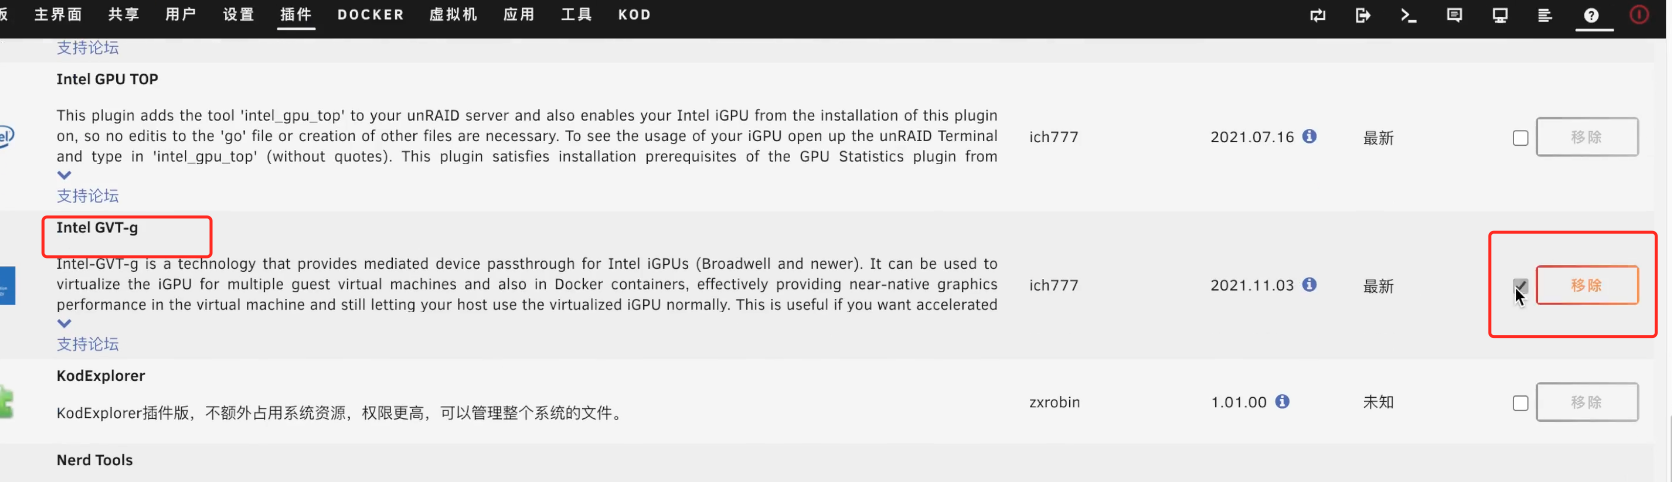 版 主界面 共享 用户 设置 插件 DOCKER 虚拟机 应用 工具 KOD
支持论坛
Intel GPU TOP
This plugin adds the tool 'intel_gpu_top' to your unRAID server and also enables your Intel iGPU from the installation of this plugin
on, so no editis to the 'go' file or creation of other files are necessary. To see the usage of your iGPU open up the unRAID Terminal
and type in 'intel_gpu_top' (without quotes). This plugin satisfies installation prerequisites of the GPU Statistics plugin from
ich777 2021.07.16 最新 移除
支持论坛
Intel GVT-g
Intel-GVT-g is a technology that provides mediated device passthrough for Intel iGPUs (Broadwell and newer). It can be used to
virtualize the iGPU for multiple guest virtual machines and also in Docker containers, effectively providing near-native graphics
performance in the virtual machine and still letting your host use the virtualized iGPU normally. This is useful if you want accelerated
ich777 2021.11.03 最新 移除
支持论坛
KodExplorer
KodExplorer插件版，不额外占用系统资源，权限更高，可以管理整个系统的文件。
zxrobin 1.01.00 未知 移除
Nerd Tools